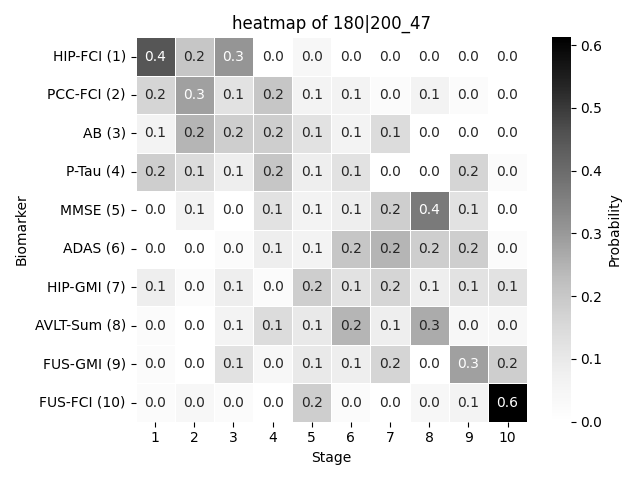 heatmap of 180|200_47
HIP-FCI (1) 0.4 0.2 0.3 0.0 0.0 0.0 0.0 0.0 0.0 0.0
PCC-FCI (2) 0.2 0.3 0.1 0.2 0.1 0.1 0.0 0.1 0.0 0.0
AB (3) 0.1 0.2 0.2 0.2 0.1 0.1 0.1 0.0 0.0 0.0
P-Tau (4) 0.2 0.1 0.1 0.2 0.1 0.1 0.0 0.0 0.2 0.0
MMSE (5) 0.0 0.1 0.0 0.1 0.1 0.1 0.2 0.4 0.1 0.0
ADAS (6) 0.0 0.0 0.0 0.1 0.1 0.2 0.2 0.2 0.2 0.0
HIP-GMI (7) 0.1 0.0 0.1 0.0 0.2 0.1 0.2 0.1 0.1 0.1
AVLT-Sum (8) 0.0 0.0 0.1 0.1 0.1 0.2 0.1 0.3 0.0 0.0
FUS-GMI (9) 0.0 0.0 0.1 0.0 0.1 0.1 0.2 0.0 0.3 0.2
FUS-FCI (10) 0.0 0.0 0.0 0.0 0.2 0.0 0.0 0.0 0.1 0.6
1 2 3 4 5 6 7 8 9 10
Stage
Biomarker
0.6
0.5
0.4
0.3
0.2
0.1
0.0
Probability